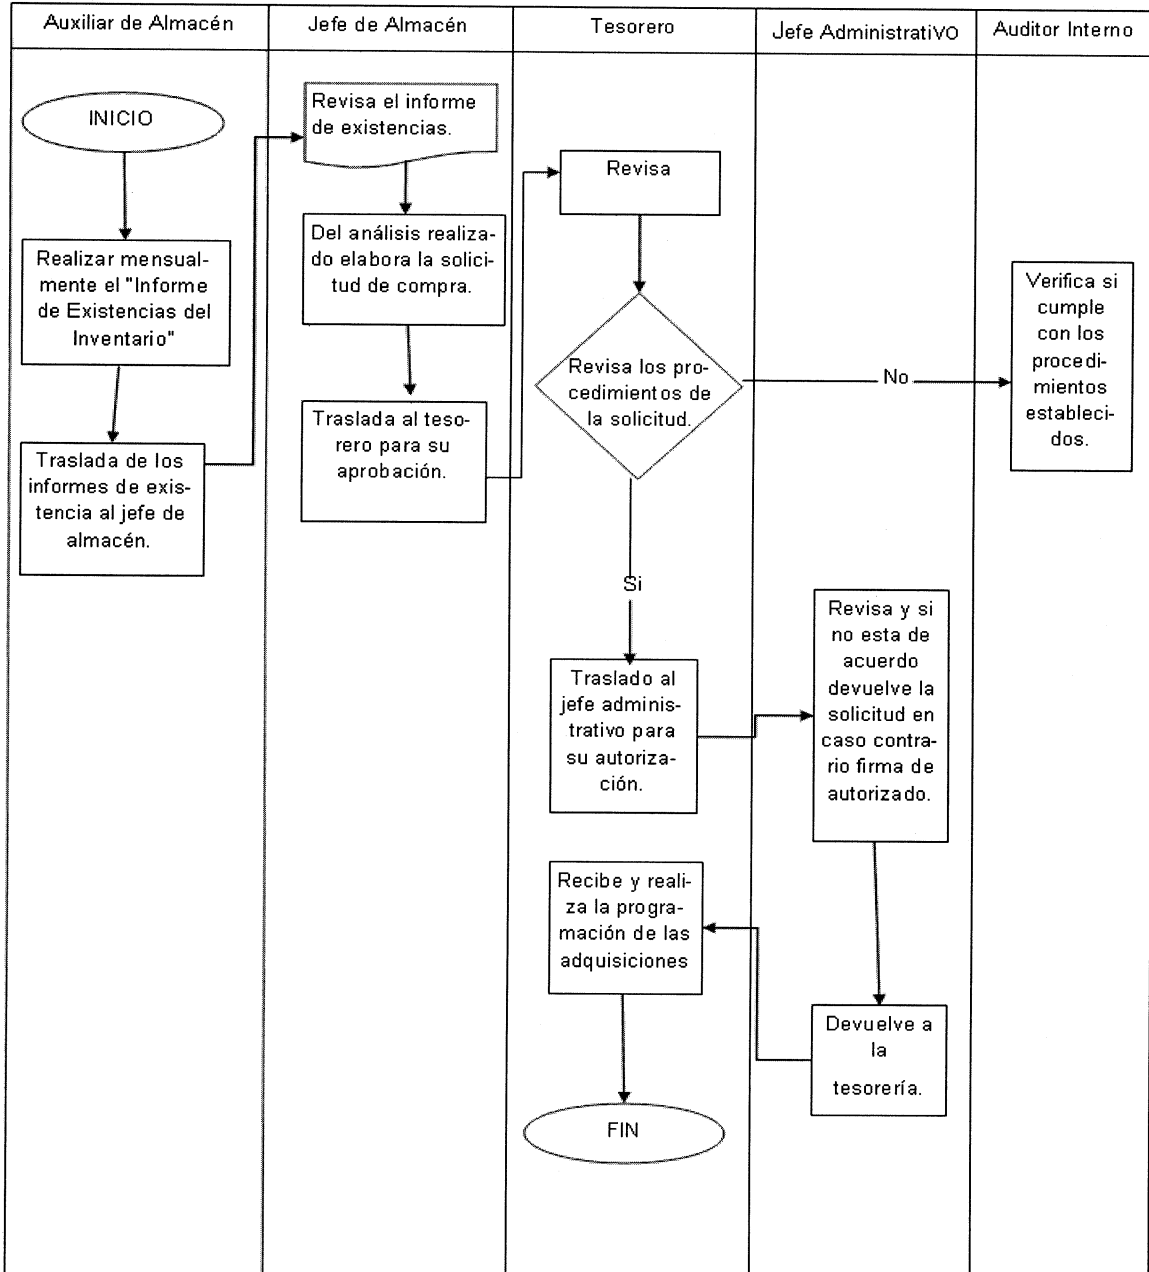 Auxiliar de Almacén
Jefe de Almacén
Tesorero
Jefe AdministratiVO
Auditor Interno
INICIO
Realizar mensual-
mente el "Informe
de Existencias del
Inventario"
Traslada de los
informes de exis-
tencia al jefe de
almacén.
Revisa el informe
de existencias.
Del análisis realiza-
do elabora la solici-
tud de compra.
Traslada al teso-
rero para su
aprobación.
Revisa
Revisa los pro-
cedimientos de
la solicitud.
No
Verifica si
cumple
con los
procedi-
mientos
estableci-
dos.
Si
Traslado al
jefe adminis-
trativo para
su autoriza-
ción.
Revisa y si
no esta de
acuerdo
devuelve la
solicitud en
caso contra-
rio firma de
autorizado.
Devuelve a
la
tesorería.
Recibe y reali-
za la progra-
mación de las
adquisiciones
FIN